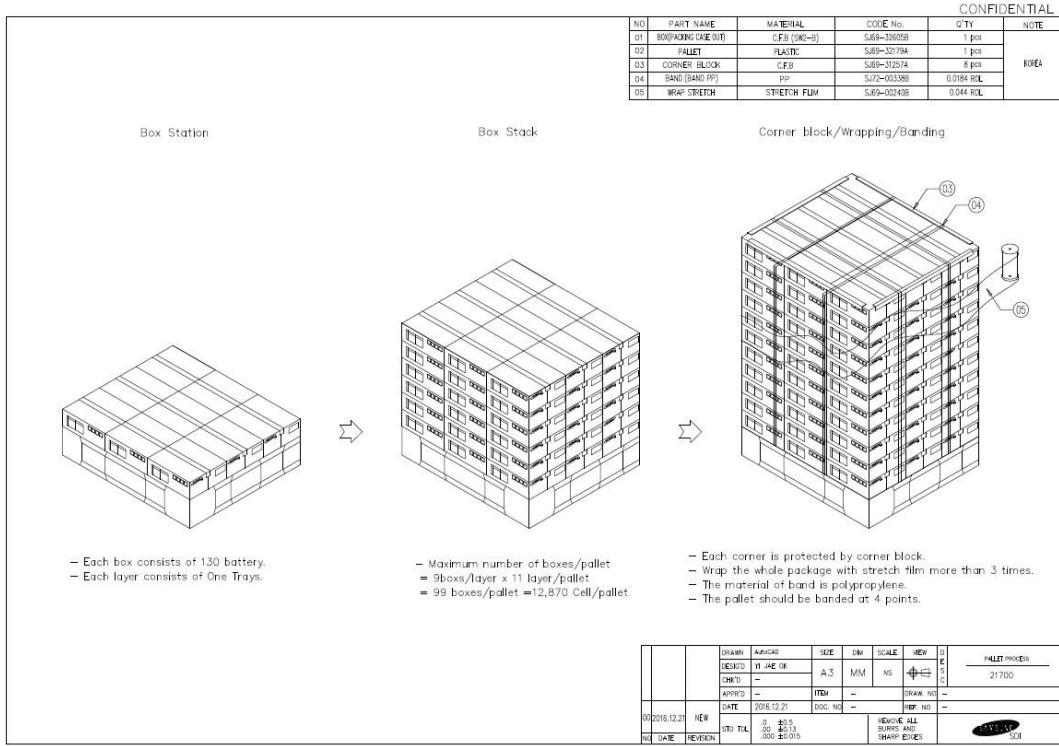 CONFIDENTIAL
NO PART NAME MATERIAL CODE No. Q'TY NOTE
01 BOX(PACKING CASE OUT) C.F.B (SW2-B) SJ69-32605B 1 pcs
02 PALLET PLASTIC SJ69-32179A 1 pcs
03 CORNER BLOCK C.F.B SJ69-31257A 8 pcs KOREA
04 BAND (BAND PP) PP SJ72-00338B 0.0184 ROL
05 WRAP STRETCH STRETCH FLIM SJ69-00240B 0.044 ROL
Box Station
Box Stack
Corner block/Wrapping/Banding
03
04
05
- Each box consists of 130 battery.
- Each layer consists of One Trays.
- Maximum number of boxes/pallet
= 9boxs/layer x 11 layer/pallet
= 99 boxes/pallet =12,870 Cell/pallet
- Each corner is protected by corner block.
- Wrap the whole package with stretch film more than 3 times.
- The material of band is polypropylene.
- The pallet should be banded at 4 points.
DRAWN AutoCAD SIZE DIM SCALE VIEW DESC PALLET PROCESS
DESIG'D YI JAE OK A3 MM NS 21700
CHK'D -
APPR'D - ITEM - DRAW. NO -
DATE 2016.12.21 DOC. NO - REF. NO -
00 2016.12.21 NEW
NO DATE REVISION
STD TOL
.0 ±0.5
.00 ±0.13
.000 ±0.015
REMOVE ALL
BURRS AND
SHARP EDGES
SAMSUNG
SDI